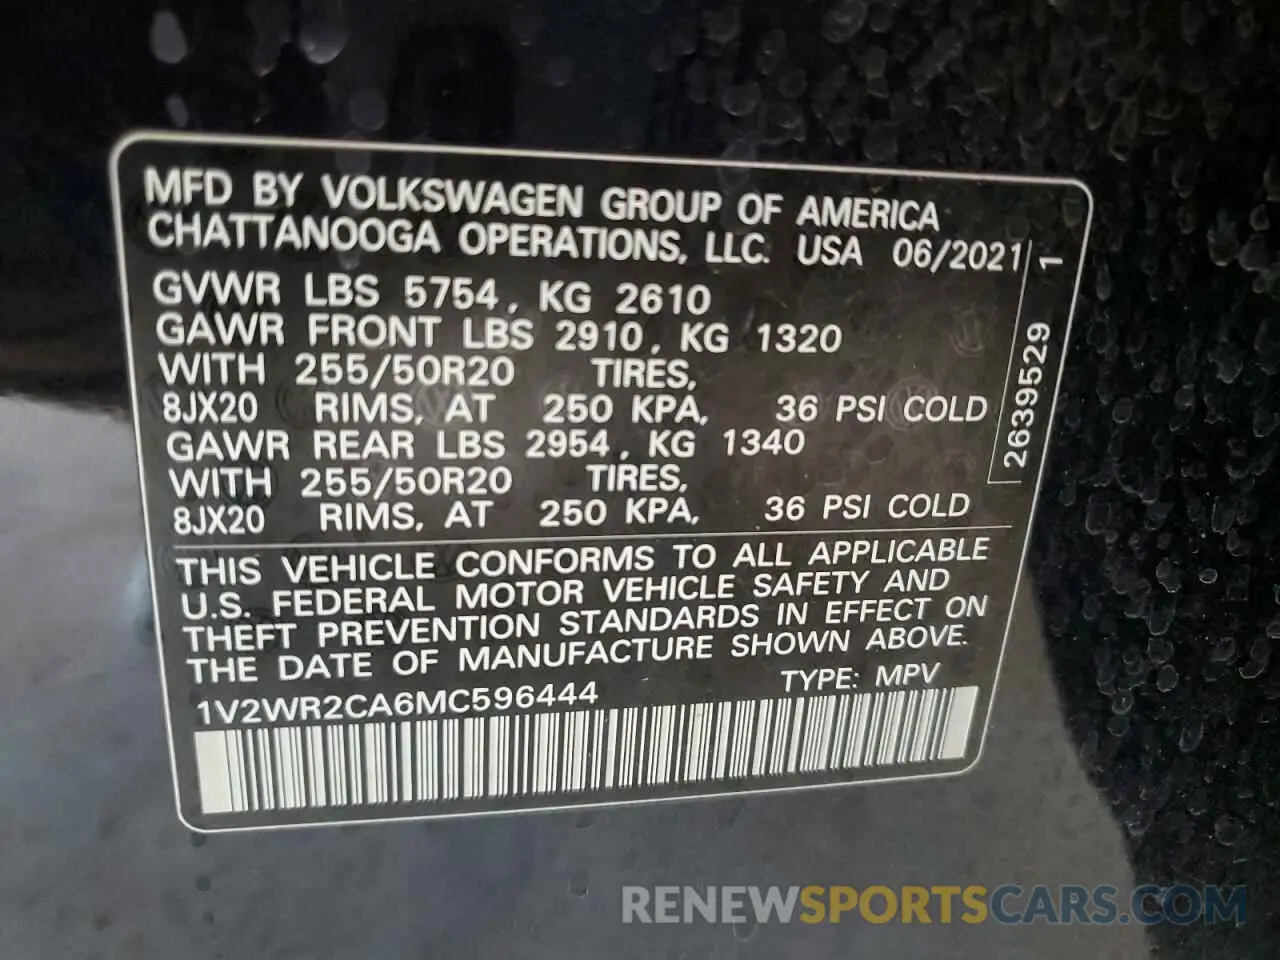 MFD BY VOLKSWAGEN GROUP OF AMERICA
CHATTANOOGA OPERATIONS, LLC. USA 06/2021
GVWR LBS 5754, KG 2610
GAWR FRONT LBS 2910, KG 1320
WITH 255/50R20 TIRES,
8JX20 RIMS, AT 250 KPA, 36 PSI COLD
GAWR REAR LBS 2954, KG 1340
WITH 255/50R20 TIRES,
8JX20 RIMS, AT 250 KPA, 36 PSI COLD
2639529 1
THIS VEHICLE CONFORMS TO ALL APPLICABLE
U.S. FEDERAL MOTOR VEHICLE SAFETY AND
THEFT PREVENTION STANDARDS IN EFFECT ON
THE DATE OF MANUFACTURE SHOWN ABOVE.
1V2WR2CA6MC596444 TYPE: MPV
RENEWSPORTSCARS.COM